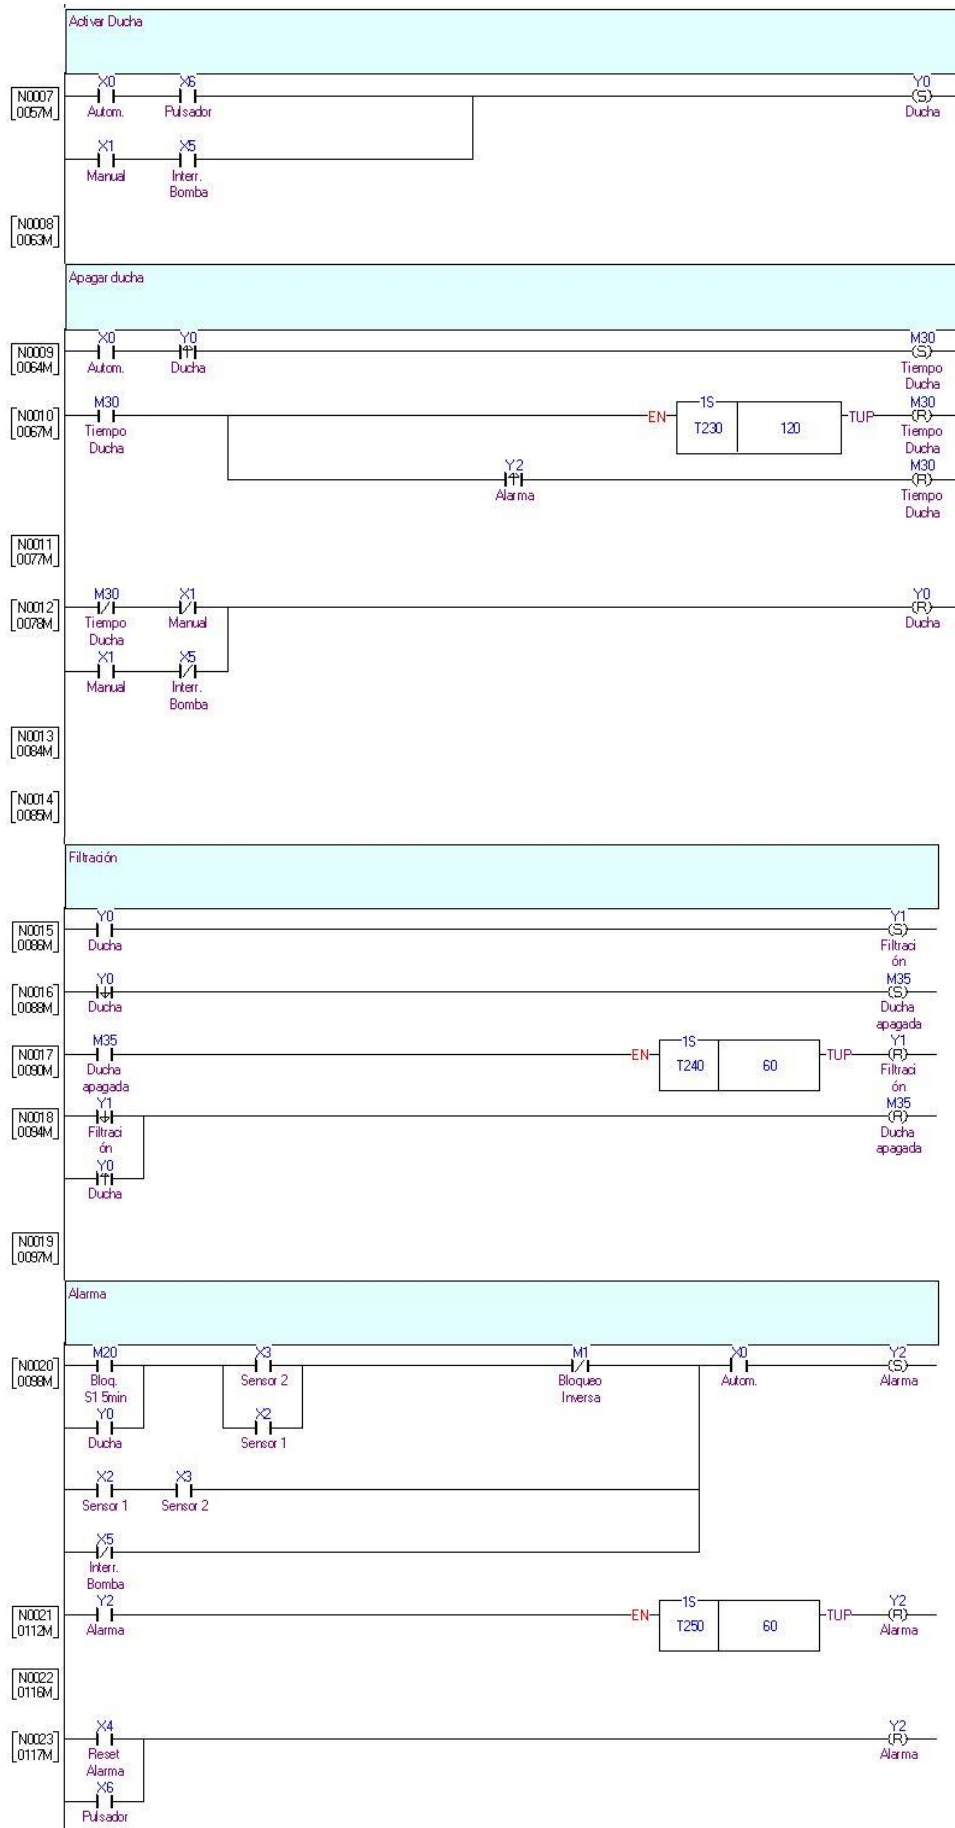 Activar Ducha
X0 X6 Y0
N0007
0057M
(S)
Autom. Pulsador Ducha
X1 X5
Manual Interr.
Bomba
N0008
0063M
Apagar ducha
X0 Y0 M30
N0009
0064M
(S)
Autom. Ducha Tiempo
Ducha
M30 1S M30
N0010
0067M
EN T230 120 TUP (R)
Tiempo
Ducha
Tiempo
Ducha
Y2 M30
(R)
Alarma Tiempo
Ducha
N0011
0077M
M30 X1 Y0
N0012
0078M
(R)
Tiempo
Ducha
Manual Ducha
X1 X5
Manual Interr.
Bomba
N0013
0084M
N0014
0085M
Filtración
Y0 Y1
N0015
0086M
(S)
Ducha Filtraci
ón
Y0 M35
N0016
0088M
(S)
Ducha Ducha
apagada
M35 1S Y1
N0017
0090M
EN T240 60 TUP (R)
Ducha
apagada
Filtraci
ón
Y1 M35
N0018
0094M
(R)
Filtraci
ón
Ducha
apagada
Y0
Ducha
N0019
0097M
Alarma
M20 X3 M1 X0 Y2
N0020
0098M
(S)
Bloq.
S1 5min
Sensor 2 Bloqueo
Inversa
Autom. Alarma
Y0 X2
Ducha Sensor 1
X2 X3
Sensor 1 Sensor 2
X5
Interr.
Bomba
Y2 1S Y2
N0021
0112M
EN T250 60 TUP (R)
Alarma Alarma
N0022
0116M
X4 Y2
N0023
0117M
(R)
Reset
Alarma
Alarma
X6
Pulsador